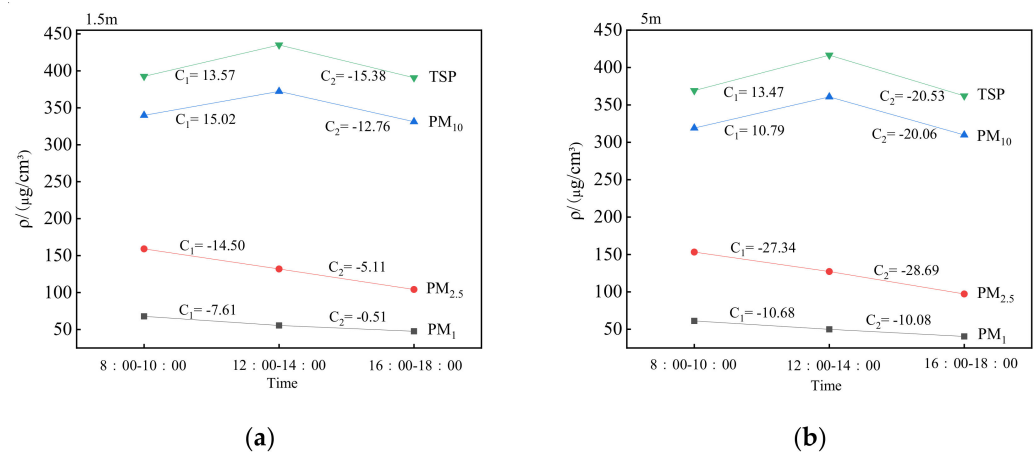 1.5m
450
400
350
300
250
200
150
100
50
ρ/(μg/cm³)
C₁= 13.57
C₂= -15.38
TSP
C₁= 15.02
C₂= -12.76
PM₁₀
C₁= -14.50
C₂= -5.11
PM₂.₅
C₁= -7.61
C₂= -0.51
PM₁
8：00-10：00
12：00-14：00
16：00-18：00
Time
(a)
5m
450
400
350
300
250
200
150
100
50
ρ/(μg/cm³)
C₁= 13.47
C₂= -20.53
TSP
C₁= 10.79
C₂= -20.06
PM₁₀
C₁= -27.34
C₂= -28.69
PM₂.₅
C₁= -10.68
C₂= -10.08
PM₁
8：00-10：00
12：00-14：00
16：00-18：00
Time
(b)